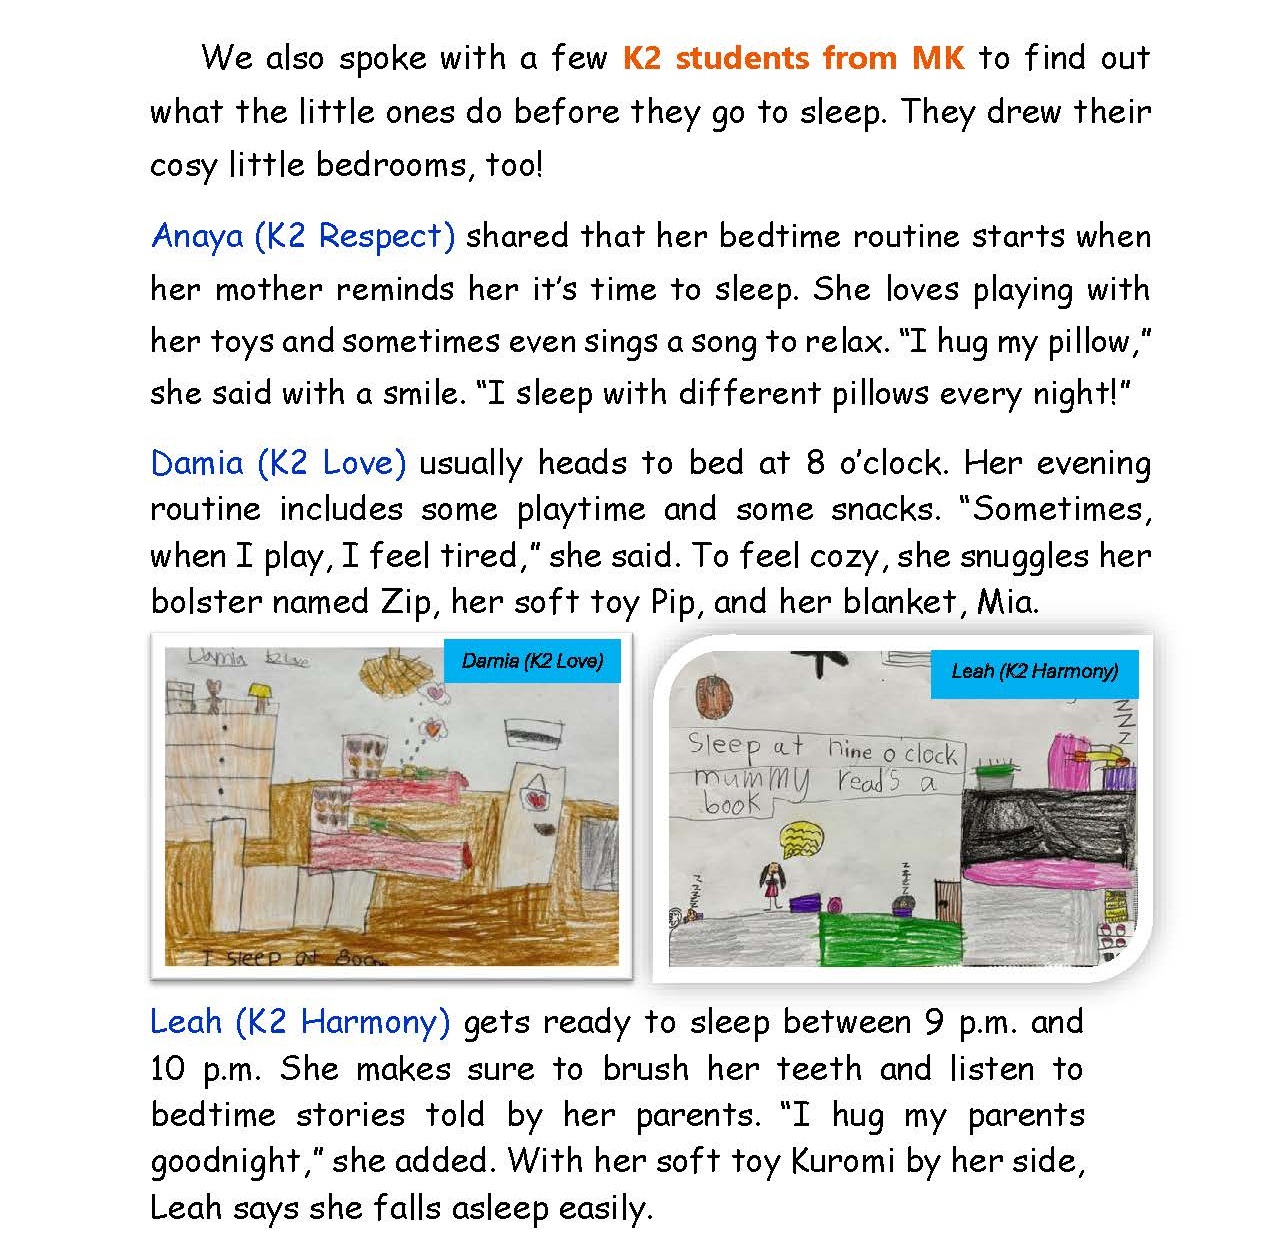 We also spoke with a few K2 students from MK to find out
what the little ones do before they go to sleep. They drew their
cosy little bedrooms, too!
Anaya (K2 Respect) shared that her bedtime routine starts when
her mother reminds her it’s time to sleep. She loves playing with
her toys and sometimes even sings a song to relax. “I hug my pillow,”
she said with a smile. “I sleep with different pillows every night!”
Damia (K2 Love) usually heads to bed at 8 o’clock. Her evening
routine includes some playtime and some snacks. “Sometimes,
when I play, I feel tired,” she said. To feel cozy, she snuggles her
bolster named Zip, her soft toy Pip, and her blanket, Mia.
Damia K2 Love
Damia (K2 Love)
I sleep at
Leah (K2 Harmony)
Sleep at nine o'clock
mummy reads a
book
Leah (K2 Harmony) gets ready to sleep between 9 p.m. and
10 p.m. She makes sure to brush her teeth and listen to
bedtime stories told by her parents. “I hug my parents
goodnight,” she added. With her soft toy Kuromi by her side,
Leah says she falls asleep easily.